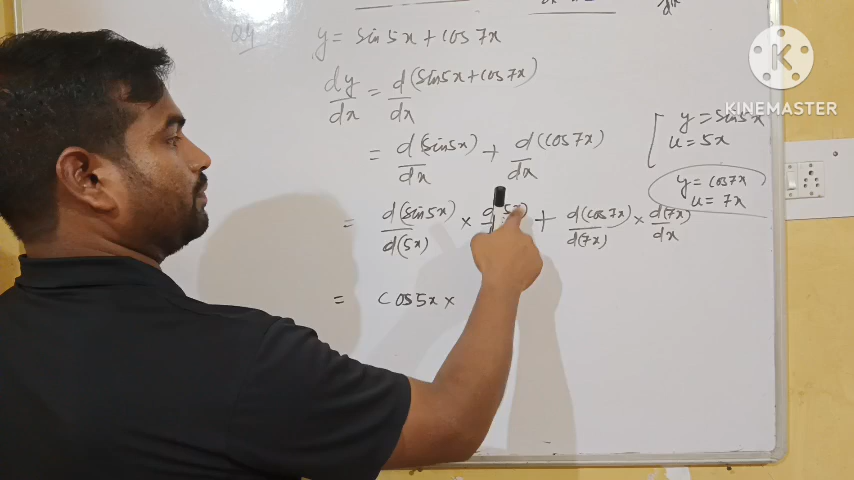 Q4 y = sin 5x + cos 7x
dy/dx = d(sin5x + cos7x)/dx
= d(sin5x)/dx + d(cos7x)/dx
= d(sin5x)/d(5x) × d(5x) + d(cos7x)/d(7x) × d(7x)/dx
= cos5x ×
y = sin5x
u = 5x
y = cos7x
u = 7x
K
KINEMASTER